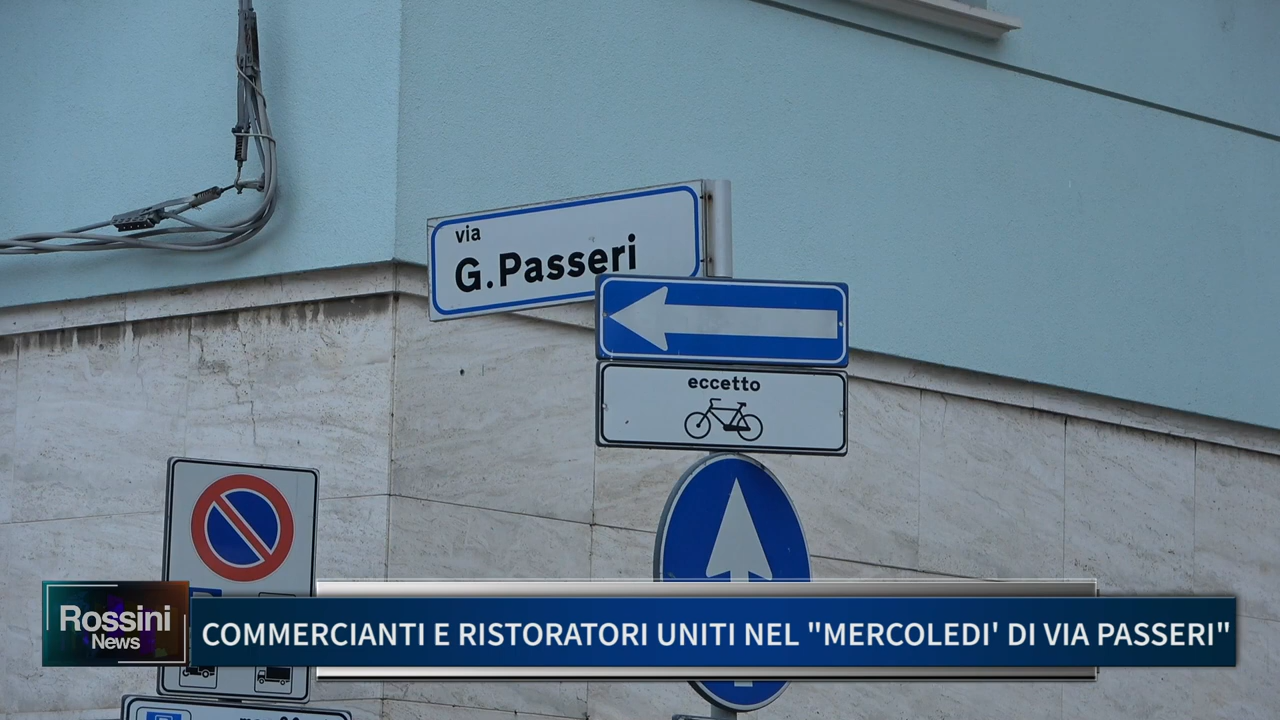 via
G.Passeri
eccetto
Rossini
News
COMMERCIANTI E RISTORATORI UNITI NEL "MERCOLEDI' DI VIA PASSERI"